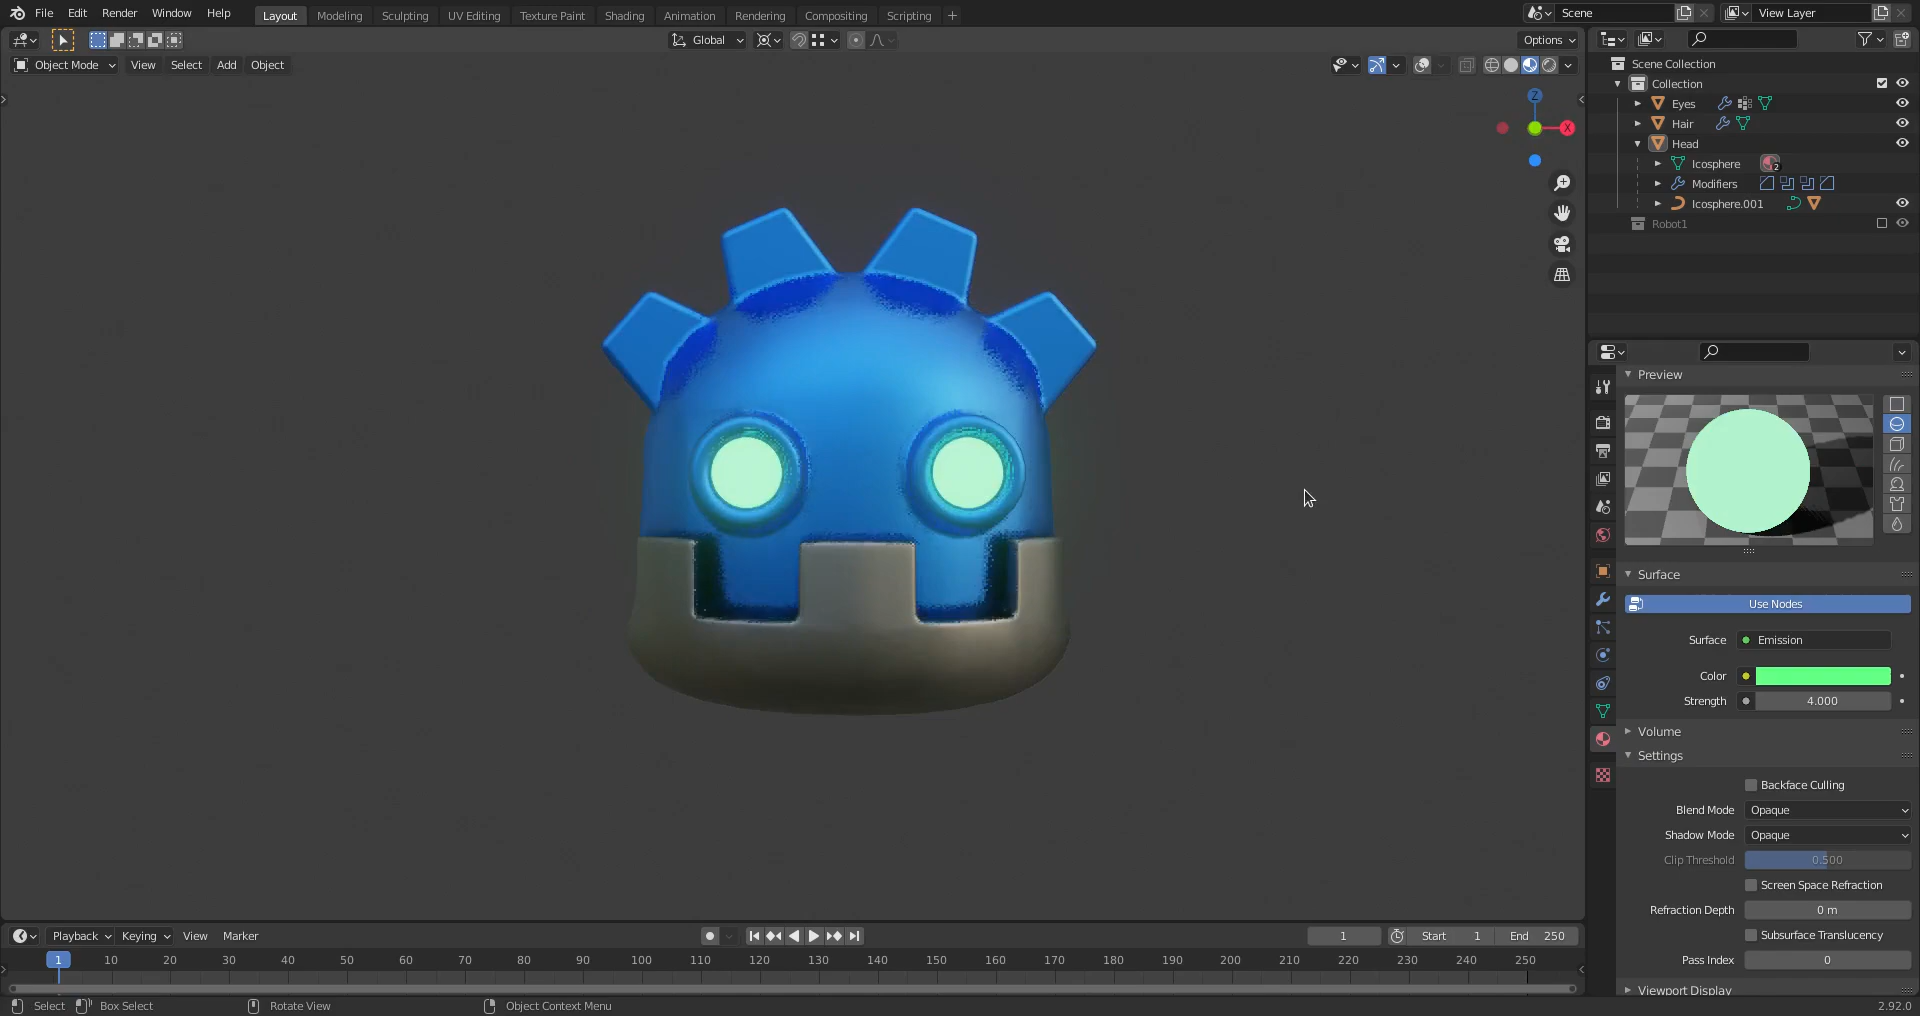 File Edit Render Window Help Layout Modeling Sculpting UV Editing Texture Paint Shading Animation Rendering Compositing Scripting + Scene View Layer
Global Options
Object Mode View Select Add Object
Scene Collection
Collection
Eyes
Hair
Head
Icosphere 2
Modifiers
Icosphere.001
Robot1
Z
X
Preview
Surface
Use Nodes
Surface Emission
Color
Strength 4.000
Volume
Settings
Backface Culling
Blend Mode Opaque
Shadow Mode Opaque
Clip Threshold 0.500
Screen Space Refraction
Refraction Depth 0 m
Subsurface Translucency
Pass Index 0
Viewport Display
Playback Keying View Marker 1 Start 1 End 250
1 10 20 30 40 50 60 70 80 90 100 110 120 130 140 150 160 170 180 190 200 210 220 230 240 250
Select Box Select Rotate View Object Context Menu 2.92.0